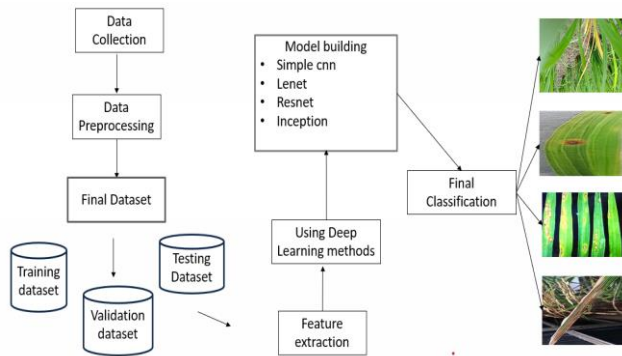 Data
Collection
Data
Preprocessing
Final Dataset
Training
dataset
Validation
dataset
Testing
Dataset
Feature
extraction
Using Deep
Learning methods
Model building
• Simple cnn
• Lenet
• Resnet
• Inception
Final
Classification